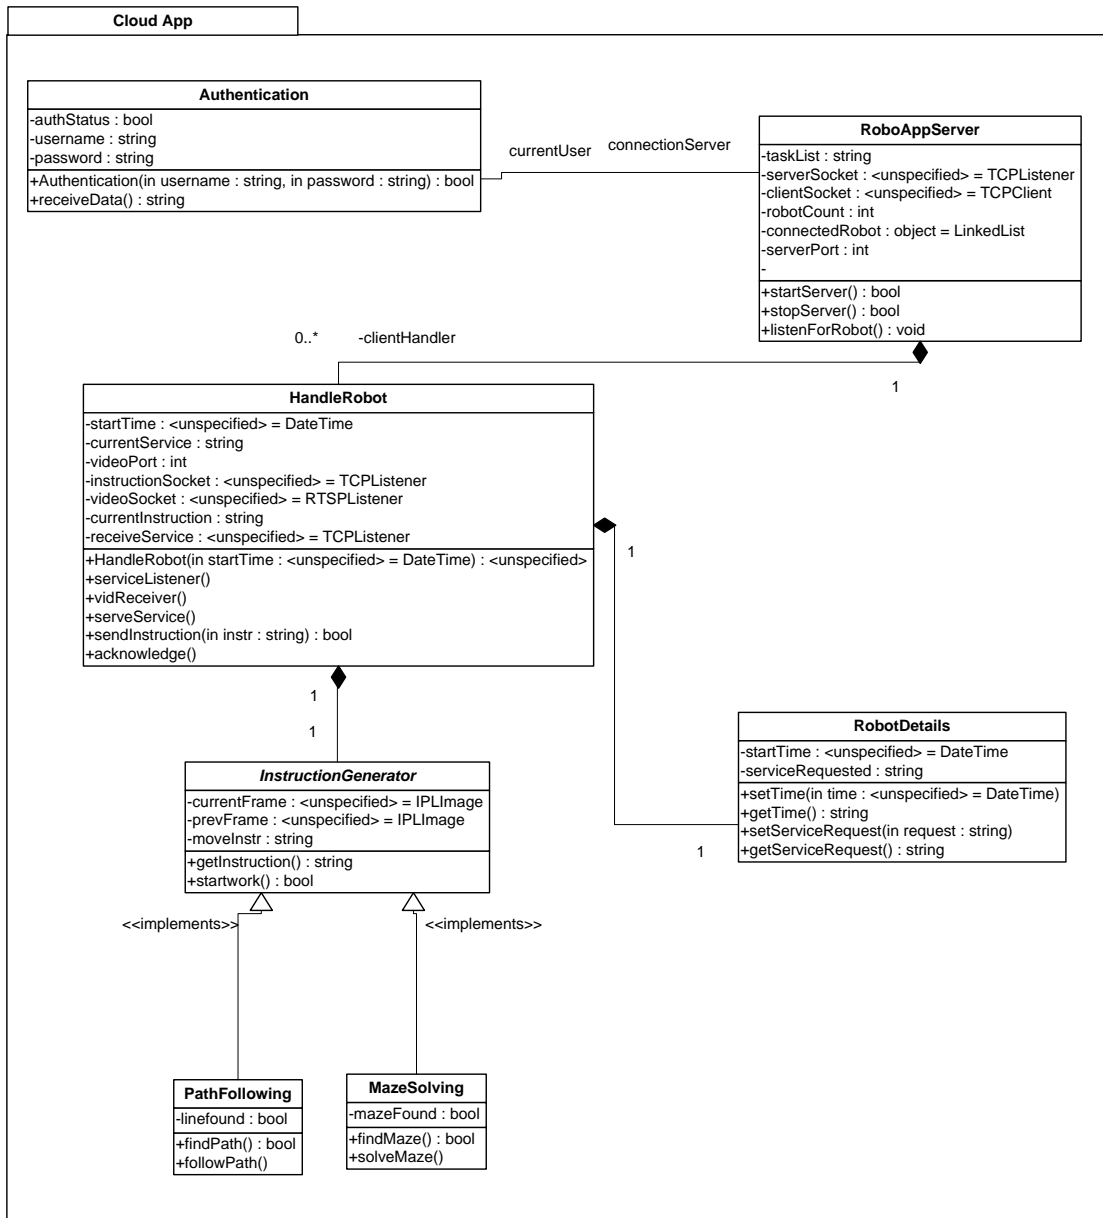 Cloud App
Authentication
-authStatus : bool
-username : string
-password : string
+Authentication(in username : string, in password : string) : bool
+receiveData() : string
currentUser
connectionServer
RoboAppServer
-taskList : string
-serverSocket : <unspecified> = TCPListener
-clientSocket : <unspecified> = TCPClient
-robotCount : int
-connectedRobot : object = LinkedList
-serverPort : int
-
+startServer() : bool
+stopServer() : bool
+listenForRobot() : void
0..*
-clientHandler
1
HandleRobot
-startTime : <unspecified> = DateTime
-currentService : string
-videoPort : int
-instructionSocket : <unspecified> = TCPListener
-videoSocket : <unspecified> = RTSPListener
-currentInstruction : string
-receiveService : <unspecified> = TCPListener
+HandleRobot(in startTime : <unspecified> = DateTime) : <unspecified>
+serviceListener()
+vidReceiver()
+serveService()
+sendInstruction(in instr : string) : bool
+acknowledge()
1
1
1
InstructionGenerator
-currentFrame : <unspecified> = IPLImage
-prevFrame : <unspecified> = IPLImage
-moveInstr : string
+getInstruction() : string
+startwork() : bool
RobotDetails
-startTime : <unspecified> = DateTime
-serviceRequested : string
+setTime(in time : <unspecified> = DateTime)
+getTime() : string
+setServiceRequest(in request : string)
+getServiceRequest() : string
1
<<implements>>
<<implements>>
PathFollowing
-linefound : bool
+findPath() : bool
+followPath()
MazeSolving
-mazeFound : bool
+findMaze() : bool
+solveMaze()